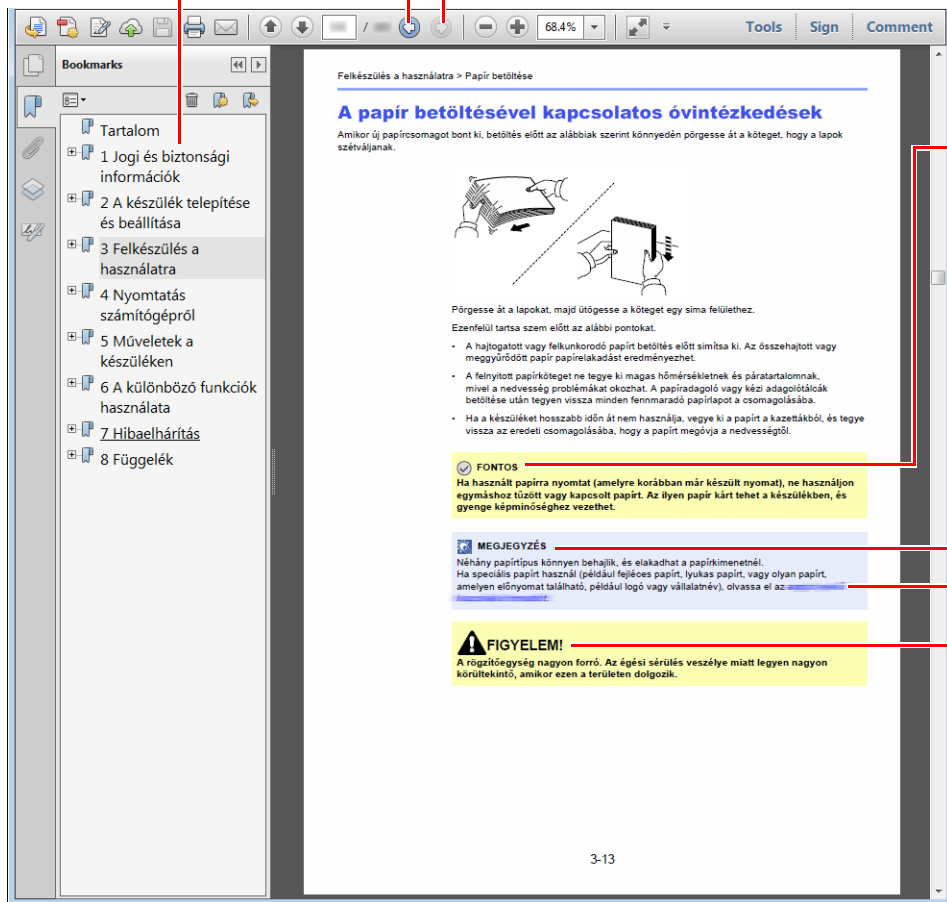 68.4%
Tools
Sign
Comment
Bookmarks
Tartalom
1 Jogi és biztonsági
információk
2 A készülék telepítése
és beállítása
3 Felkészülés a
használatra
4 Nyomtatás
számítógépről
5 Műveletek a
készüléken
6 A különböző funkciók
használata
7 Hibaelhárítás
8 Függelék
Felkészülés a használatra > Papír betöltése
A papír betöltésével kapcsolatos óvintézkedések
Amikor új papírcsomagot bont ki, betöltés előtt az alábbiak szerint könnyedén pörgesse át a köteget, hogy a lapok
szétváljanak.
Pörgesse át a lapokat, majd ütögesse a köteget egy sima felülethez.
Ezenfelül tartsa szem előtt az alábbi pontokat.
• A hajtogatott vagy felkunkorodó papírt betöltés előtt simítsa ki. Az összehajtott vagy
meggyűrődött papír papírelakadást eredményezhet.
• A felnyitott papírköteget ne tegye ki magas hőmérsékletnek és páratartalomnak,
mivel a nedvesség problémákat okozhat. A papíradagoló vagy kézi adagolótálcák
betöltése után tegyen vissza minden fennmaradó papírlapot a csomagolásába.
• Ha a készüléket hosszabb időn át nem használja, vegye ki a papírt a kazettákból, és tegye
vissza az eredeti csomagolásába, hogy a papírt megóvja a nedvességtől.
FONTOS
Ha használt papírra nyomtat (amelyre korábban már készült nyomat), ne használjon
egymáshoz tűzött vagy kapcsolt papírt. Az ilyen papír kárt tehet a készülékben, és
gyenge képminőséghez vezethet.
MEGJEGYZÉS
Néhány papírtípus könnyen behajlik, és elakadhat a papírkimenetnél.
Ha speciális papírt használ (például fejléces papírt, lyukas papírt, vagy olyan papírt,
amelyen előnyomat található, például logó vagy vállalatnév), olvassa el az
FIGYELEM!
A rögzítőegység nagyon forró. Az égési sérülés veszélye miatt legyen nagyon
körültekintő, amikor ezen a területen dolgozik.
3-13